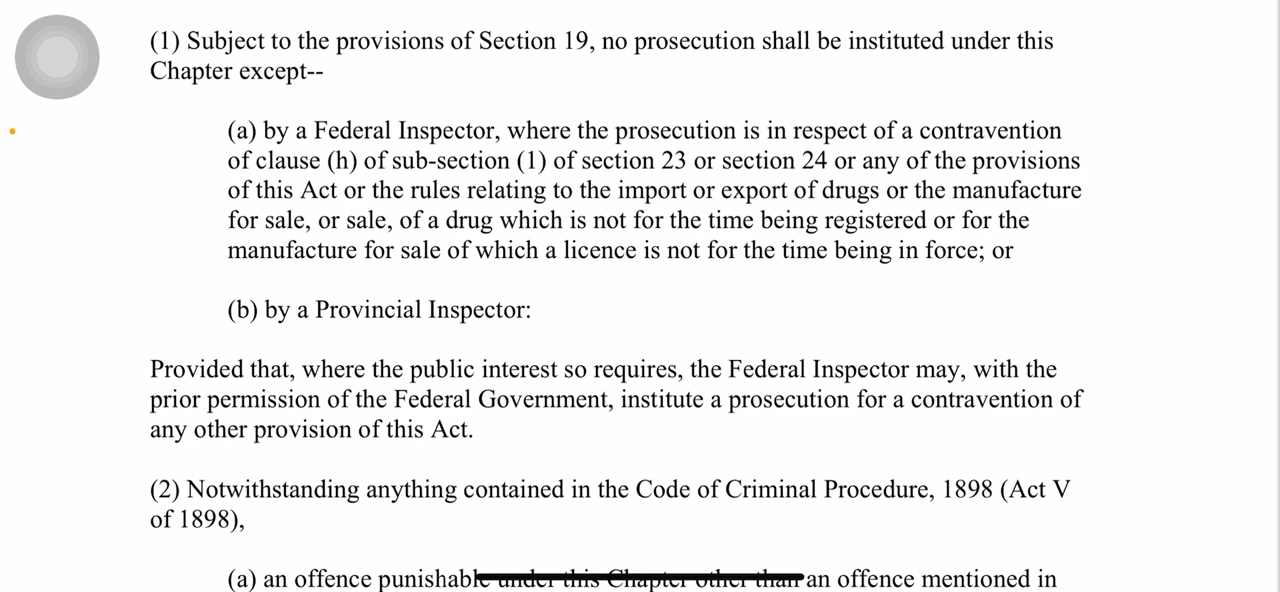 (1) Subject to the provisions of Section 19, no prosecution shall be instituted under this
Chapter except--
(a) by a Federal Inspector, where the prosecution is in respect of a contravention
of clause (h) of sub-section (1) of section 23 or section 24 or any of the provisions
of this Act or the rules relating to the import or export of drugs or the manufacture
for sale, or sale, of a drug which is not for the time being registered or for the
manufacture for sale of which a licence is not for the time being in force; or
(b) by a Provincial Inspector:
Provided that, where the public interest so requires, the Federal Inspector may, with the
prior permission of the Federal Government, institute a prosecution for a contravention of
any other provision of this Act.
(2) Notwithstanding anything contained in the Code of Criminal Procedure, 1898 (Act V
of 1898),
(a) an offence punishable under this Chapter other than an offence mentioned in